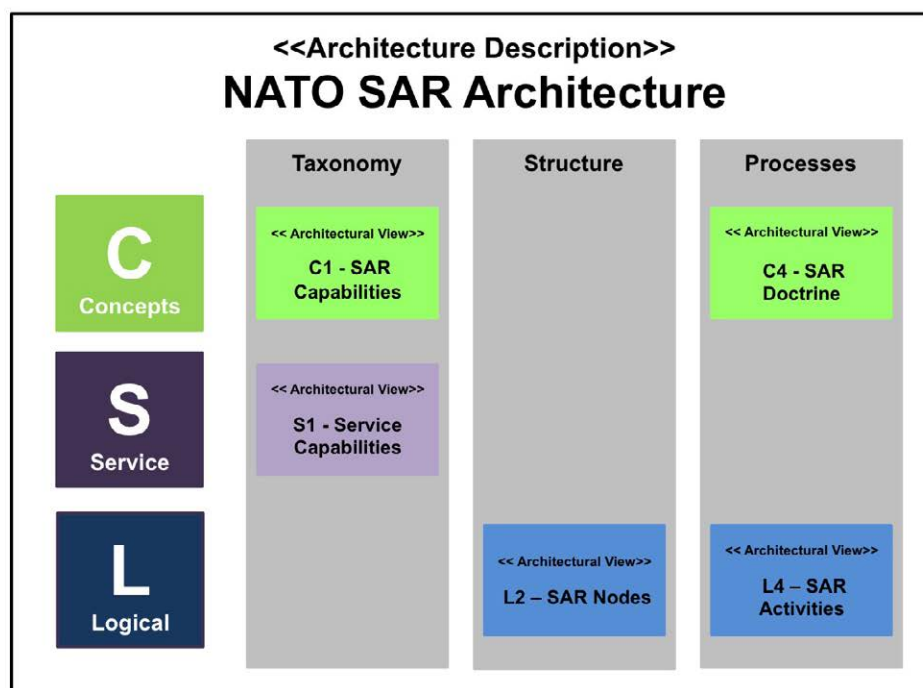 <<Architecture Description>>
NATO SAR Architecture
Taxonomy
Structure
Processes
C
Concepts
<< Architectural View>>
C1 - SAR
Capabilities
<< Architectural View>>
C4 - SAR
Doctrine
S
Service
<< Architectural View>>
S1 - Service
Capabilities
L
Logical
<< Architectural View>>
L2 – SAR Nodes
<< Architectural View>>
L4 – SAR
Activities